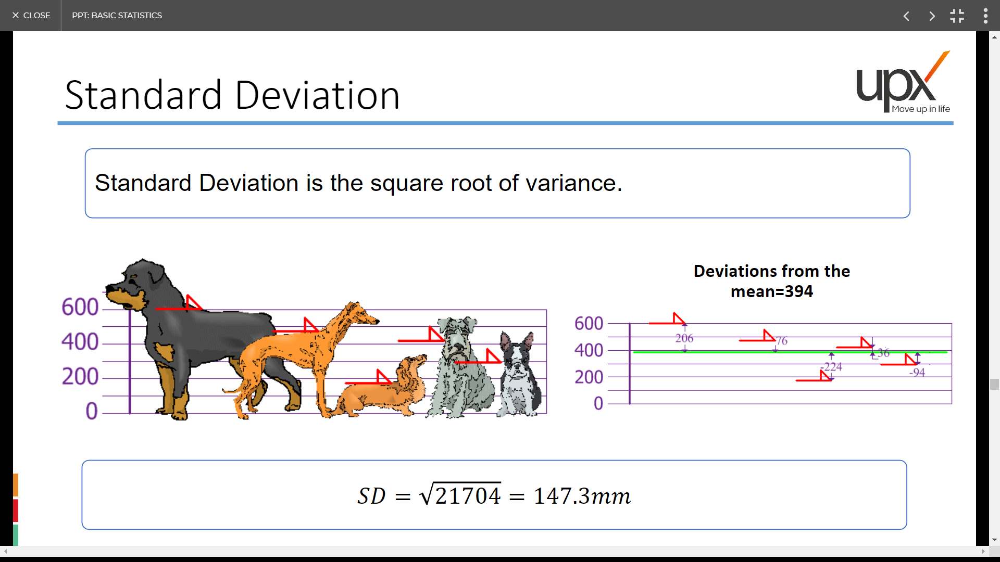 CLOSE
PPT: BASIC STATISTICS
Standard Deviation
upx
Move up in life
Standard Deviation is the square root of variance.
600
400
200
0
Deviations from the
mean=394
600
400
200
0
206
76
36
-224
-94
SD = √21704 = 147.3mm